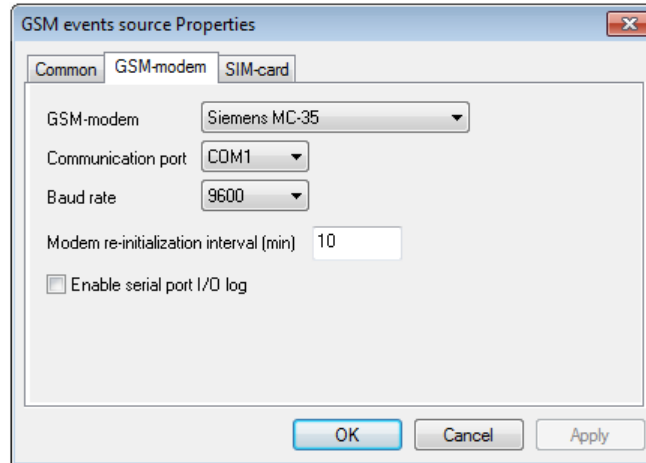 GSM events source Properties
Common GSM-modem SIM-card
GSM-modem Siemens MC-35
Communication port COM1
Baud rate 9600
Modem re-initialization interval (min) 10
Enable serial port I/O log
OK Cancel Apply